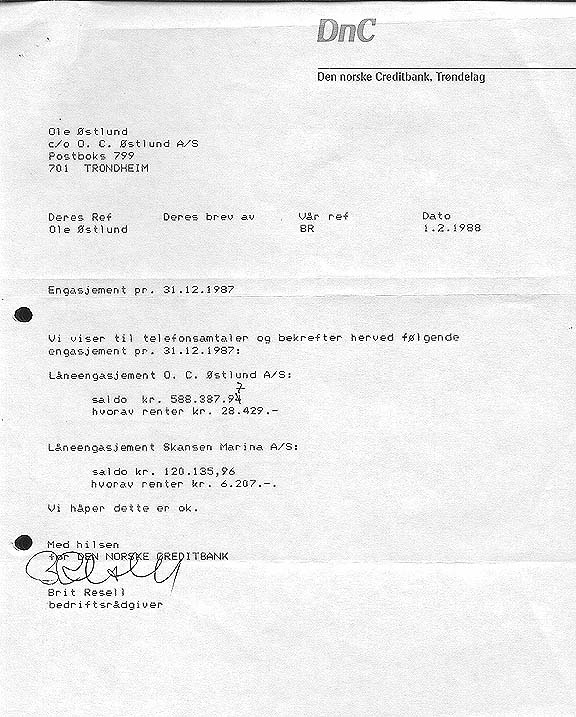 DnC
Den norske Creditbank, Trøndelag
Ole Østlund
c/o O. C. Østlund A/S
Postboks 799
701 TRONDHEIM
Deres Ref Deres brev av Vår ref Dato
Ole Østlund BR 1.2.1988
Engasjement pr. 31.12.1987
Vi viser til telefonsamtaler og bekrefter herved følgende
engasjement pr. 31.12.1987:
Låneengasjement O. C. Østlund A/S:
7
saldo kr. 588.387.94
hvorav renter kr. 28.429.-
Låneengasjement Skansen Marina A/S:
saldo kr. 120.135,96
hvorav renter kr. 6.207.-.
Vi håper dette er ok.
Med hilsen
for DEN NORSKE CREDITBANK
Brit Resell
bedriftsrådgiver